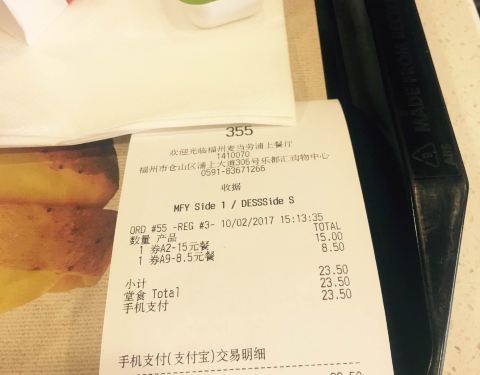 355
欢迎光临福州麦当劳浦上餐厅
1410070
福州市仓山区浦上大道306号乐都汇购物中心
0591-83671266
收据
MFY Side 1 / DESSSide S
ORD #55 -REG #3- 10/02/2017 15:13:35
数量 产品 TOTAL
1 券A2-15元餐 15.00
1 券A9-8.5元餐 8.50
小计 23.50
堂食 Total 23.50
手机支付 23.50
手机支付(支付宝)交易明细
MADE FROM